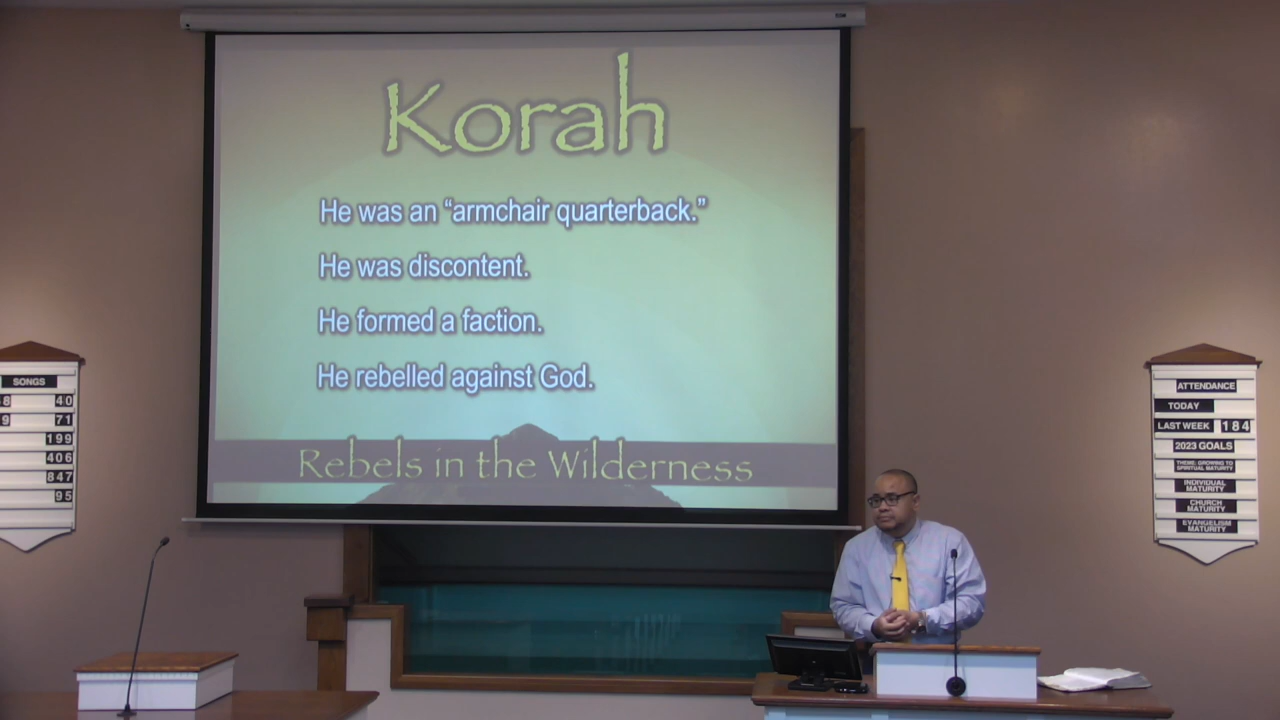 Korah
He was an “armchair quarterback.”
He was discontent.
He formed a faction.
He rebelled against God.
Rebels in the Wilderness
SONGS
8 40
9 71
199
406
847
95
ATTENDANCE
TODAY
LAST WEEK 184
2023 GOALS
THEME: GROWING TO
SPIRITUAL MATURITY
INDIVIDUAL
MATURITY
CHURCH
MATURITY
EVANGELISM
MATURITY